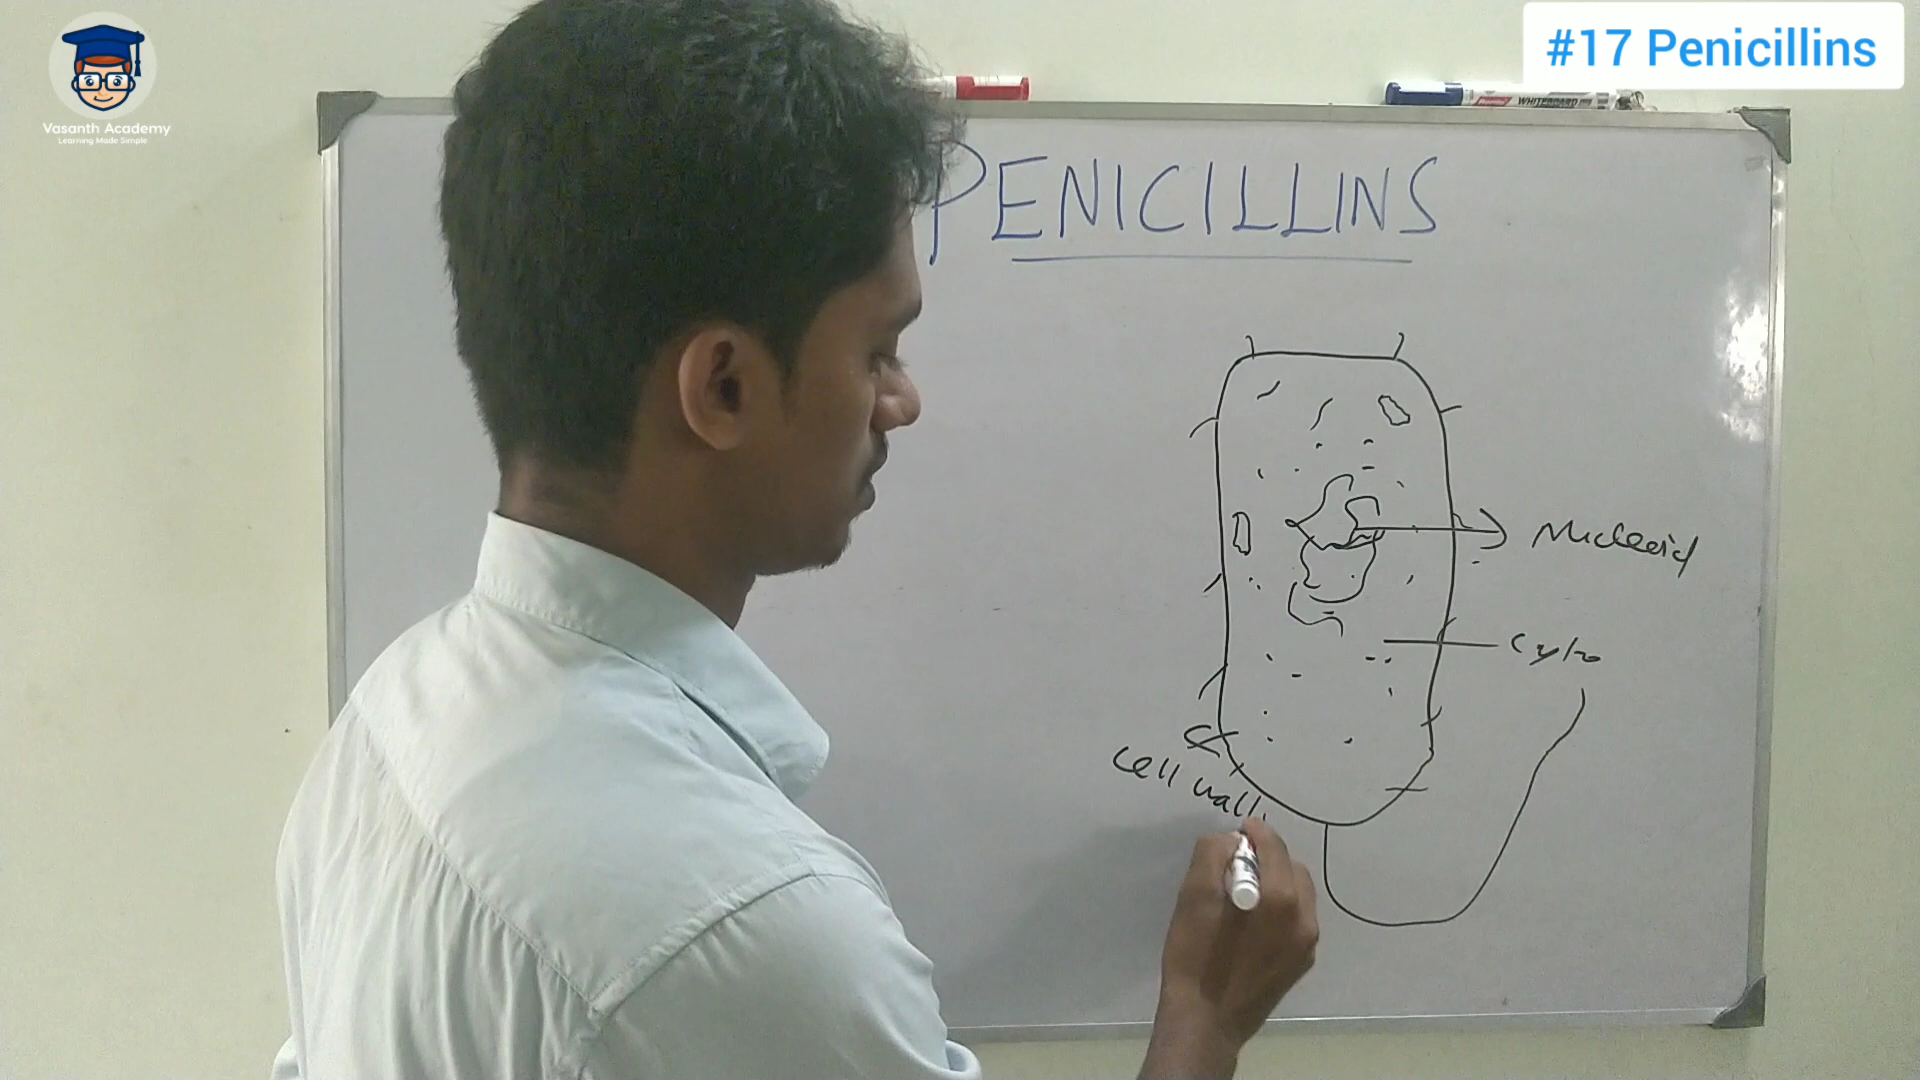 #17 Penicillins
Vasanth Academy
Learning Made Simple
WHITEBOARD
PENICILLINS
Nucleoid
Cyto
Cell wall